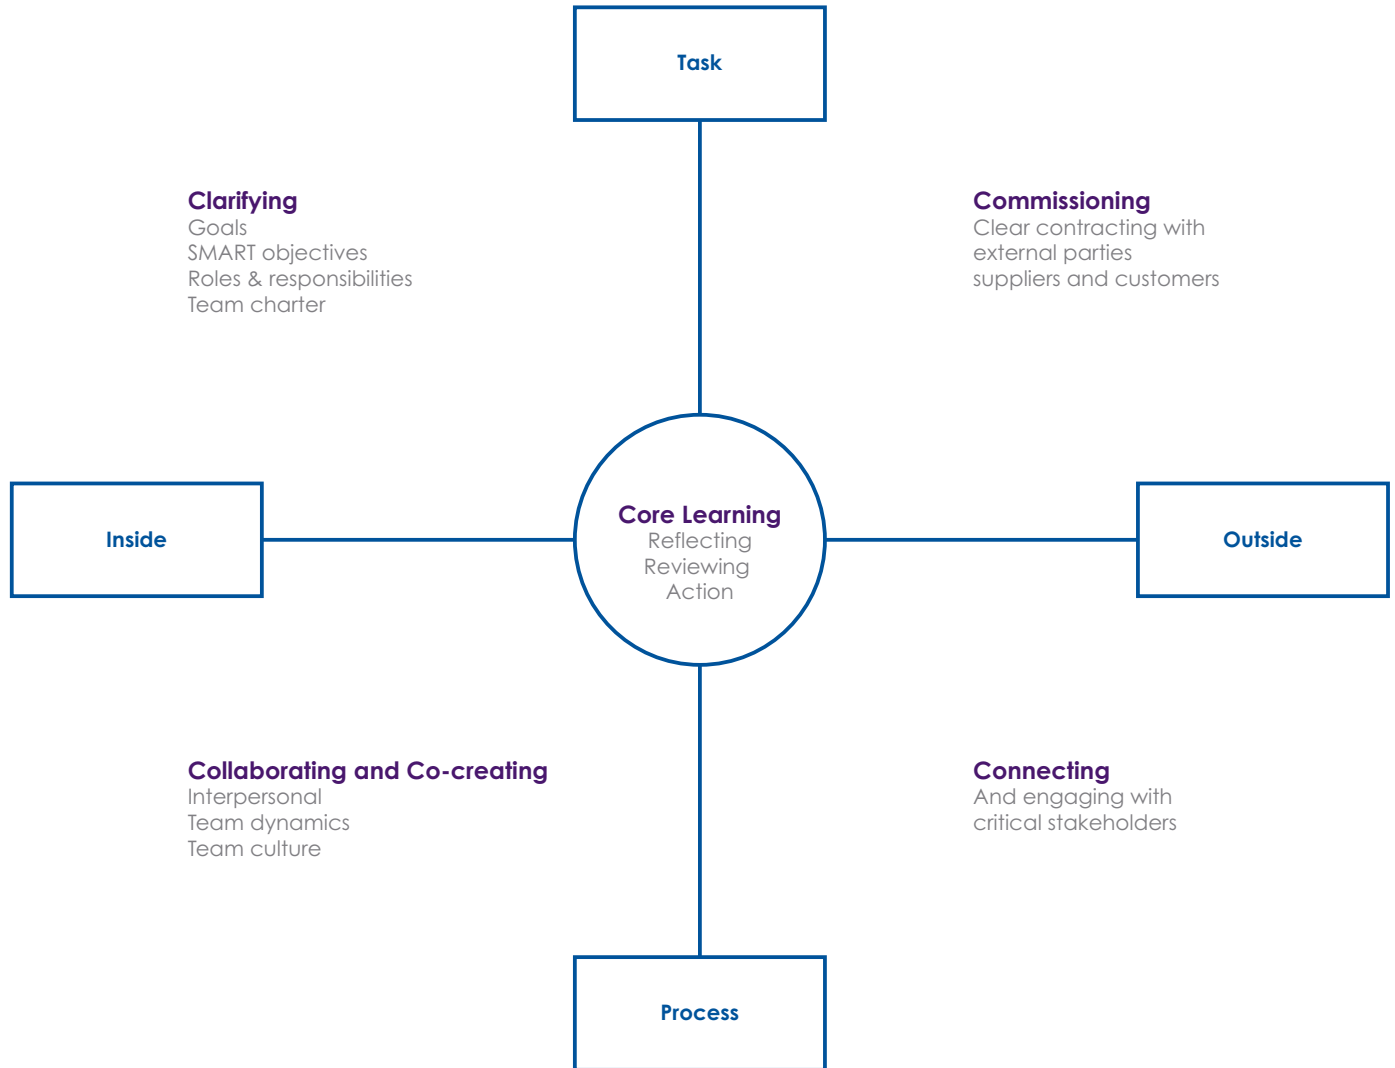 Task
Clarifying
Goals
SMART objectives
Roles & responsibilities
Team charter
Commissioning
Clear contracting with
external parties
suppliers and customers
Inside
Core Learning
Reflecting
Reviewing
Action
Outside
Collaborating and Co-creating
Interpersonal
Team dynamics
Team culture
Connecting
And engaging with
critical stakeholders
Process